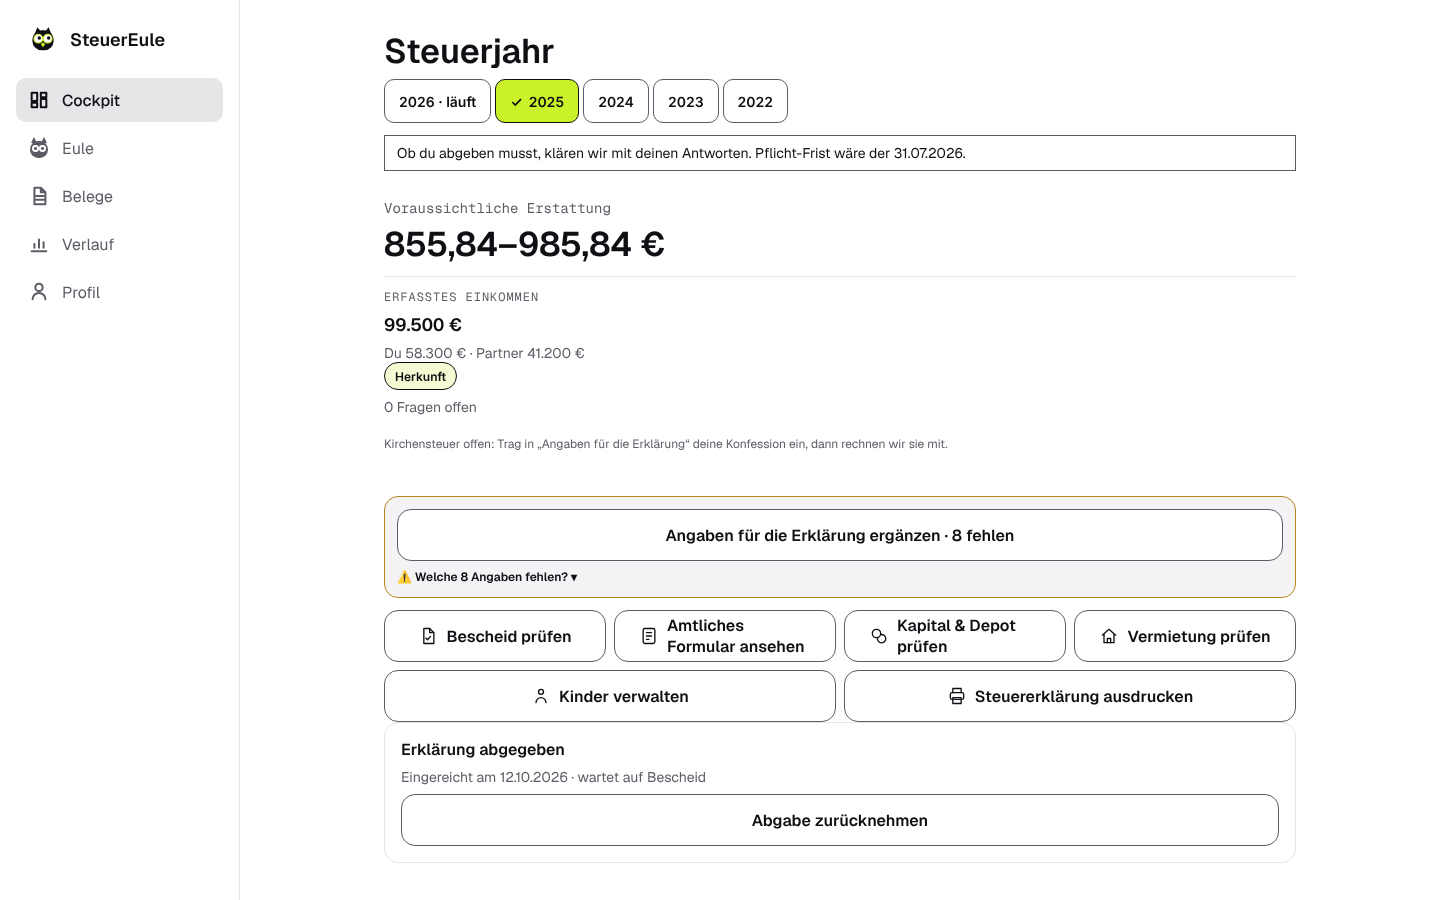 SteuerEule
Cockpit
Eule
Belege
Verlauf
Profil
Steuerjahr
2026 · läuft
✓ 2025
2024
2023
2022
Ob du abgeben musst, klären wir mit deinen Antworten. Pflicht-Frist wäre der 31.07.2026.
Voraussichtliche Erstattung
855,84–985,84 €
ERFASSTES EINKOMMEN
99.500 €
Du 58.300 € · Partner 41.200 €
Herkunft
0 Fragen offen
Kirchensteuer offen: Trag in „Angaben für die Erklärung“ deine Konfession ein, dann rechnen wir sie mit.
Angaben für die Erklärung ergänzen · 8 fehlen
⚠️ Welche 8 Angaben fehlen? ▾
Bescheid prüfen
Amtliches
Formular ansehen
Kapital & Depot
prüfen
Vermietung prüfen
Kinder verwalten
Steuererklärung ausdrucken
Erklärung abgegeben
Eingereicht am 12.10.2026 · wartet auf Bescheid
Abgabe zurücknehmen